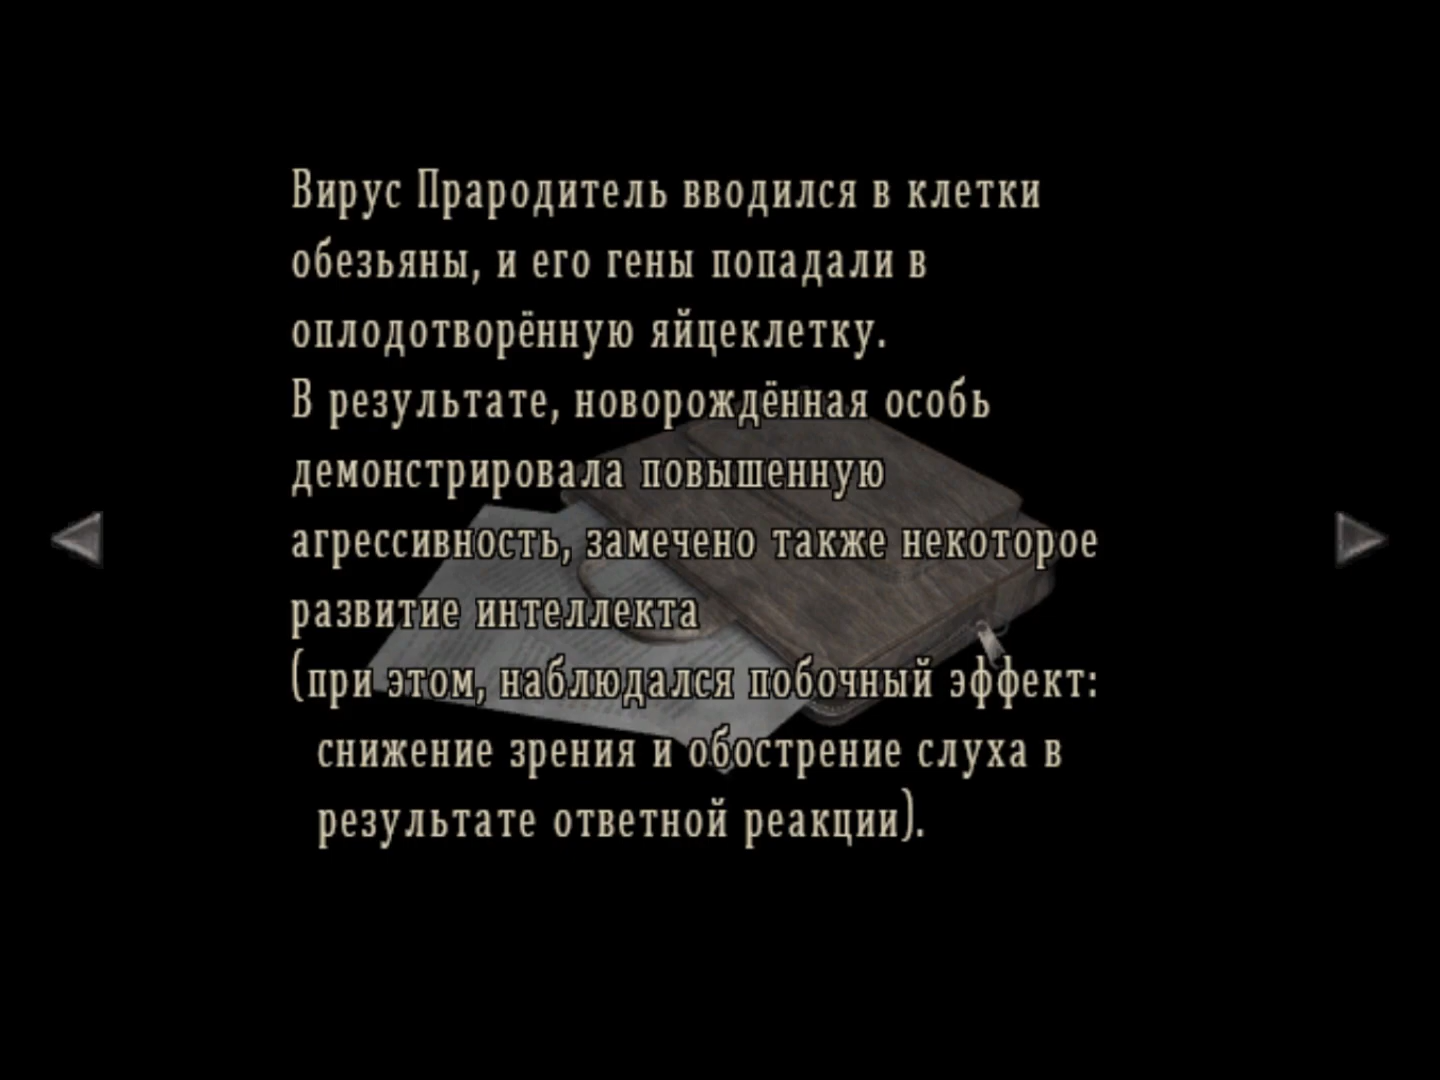 Вирус Прародитель вводился в клетки
обезьяны, и его гены попадали в
оплодотворённую яйцеклетку.
В результате, новорождённая особь
демонстрировала повышенную
агрессивность, замечено также некоторое
развитие интеллекта
(при этом, наблюдался побочный эффект:
снижение зрения и обострение слуха в
результате ответной реакции).